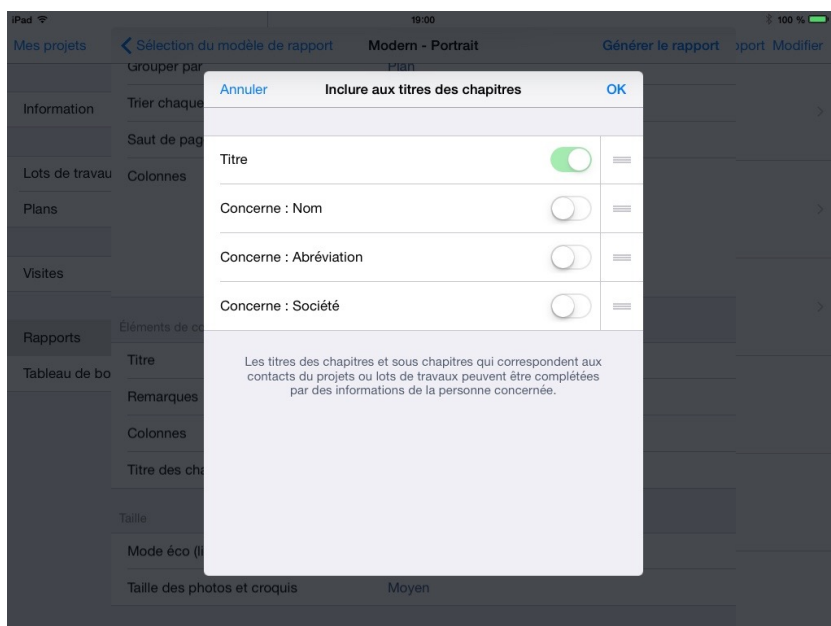 iPad 19:00 100 %
Mes projets Sélection du modèle de rapport Modern - Portrait Générer le rapport pport Modifier
Grouper par Plan
Annuler Inclure aux titres des chapitres OK
Information Trier chaque
Saut de pag
Titre
Lots de travau Colonnes
Plans Concerne : Nom
Concerne : Abréviation
Visites
Concerne : Société
Éléments de co
Rapports
Titre Les titres des chapitres et sous chapitres qui correspondent aux
Tableau de bo contacts du projets ou lots de travaux peuvent être complétées
par des informations de la personne concernée.
Remarques
Colonnes
Titre des cha
Taille
Mode éco (li
Taille des photos et croquis Moyen